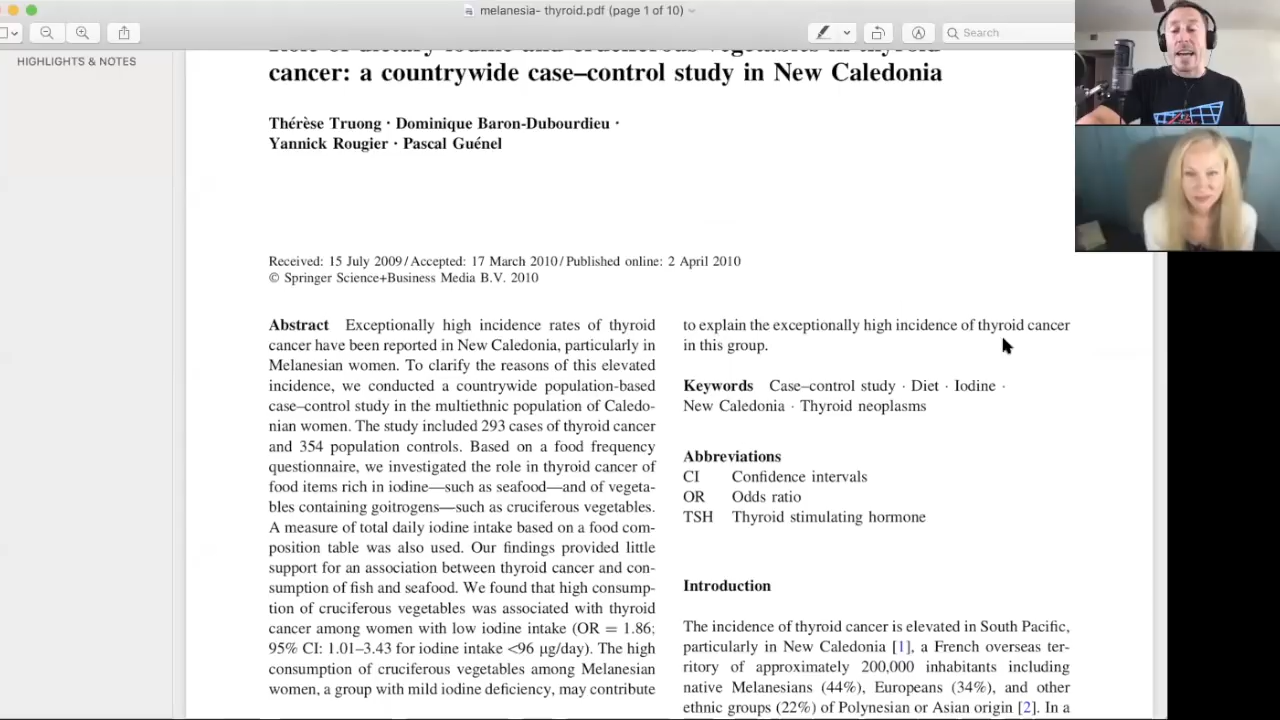 melanesia- thyroid.pdf (page 1 of 10)
Search
HIGHLIGHTS & NOTES
Role of dietary iodine and cruciferous vegetables in thyroid
cancer: a countrywide case–control study in New Caledonia
Thérèse Truong · Dominique Baron-Dubourdieu ·
Yannick Rougier · Pascal Guénel
Received: 15 July 2009 / Accepted: 17 March 2010 / Published online: 2 April 2010
© Springer Science+Business Media B.V. 2010
Abstract Exceptionally high incidence rates of thyroid
cancer have been reported in New Caledonia, particularly in
Melanesian women. To clarify the reasons of this elevated
incidence, we conducted a countrywide population-based
case–control study in the multiethnic population of Caledo-
nian women. The study included 293 cases of thyroid cancer
and 354 population controls. Based on a food frequency
questionnaire, we investigated the role in thyroid cancer of
food items rich in iodine—such as seafood—and of vegeta-
bles containing goitrogens—such as cruciferous vegetables.
A measure of total daily iodine intake based on a food com-
position table was also used. Our findings provided little
support for an association between thyroid cancer and con-
sumption of fish and seafood. We found that high consump-
tion of cruciferous vegetables was associated with thyroid
cancer among women with low iodine intake (OR = 1.86;
95% CI: 1.01–3.43 for iodine intake <96 μg/day). The high
consumption of cruciferous vegetables among Melanesian
women, a group with mild iodine deficiency, may contribute
to explain the exceptionally high incidence of thyroid cancer
in this group.
Keywords Case–control study · Diet · Iodine ·
New Caledonia · Thyroid neoplasms
Abbreviations
CI Confidence intervals
OR Odds ratio
TSH Thyroid stimulating hormone
Introduction
The incidence of thyroid cancer is elevated in South Pacific,
particularly in New Caledonia [1], a French overseas ter-
ritory of approximately 200,000 inhabitants including
native Melanesians (44%), Europeans (34%), and other
ethnic groups (22%) of Polynesian or Asian origin [2]. In a